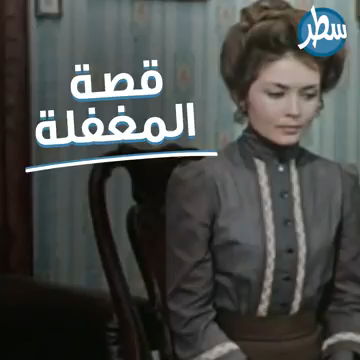 سطر
قصة
المغفلة